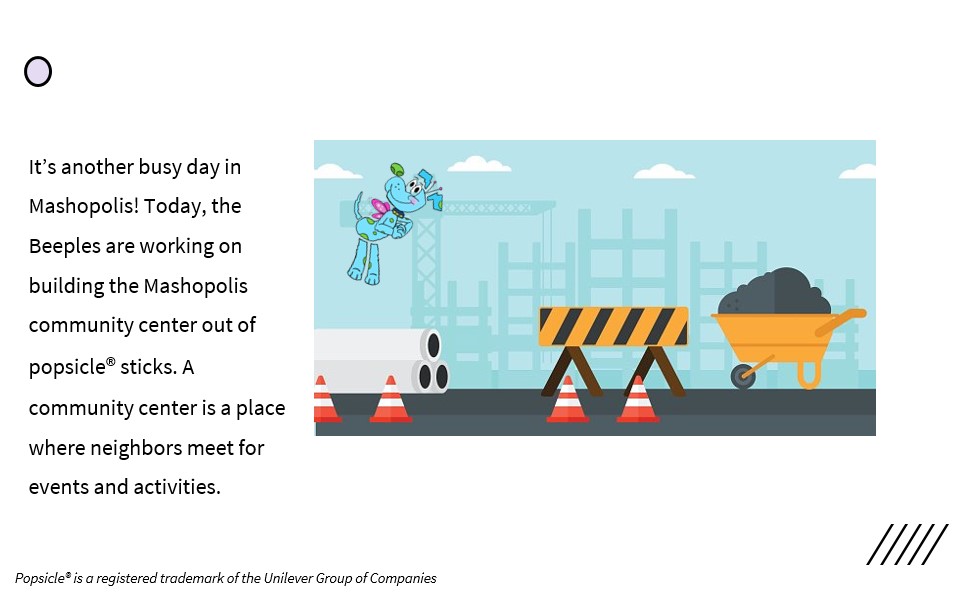 It’s another busy day in
Mashopolis! Today, the
Beeples are working on
building the Mashopolis
community center out of
popsicle® sticks. A
community center is a place
where neighbors meet for
events and activities.
Popsicle® is a registered trademark of the Unilever Group of Companies